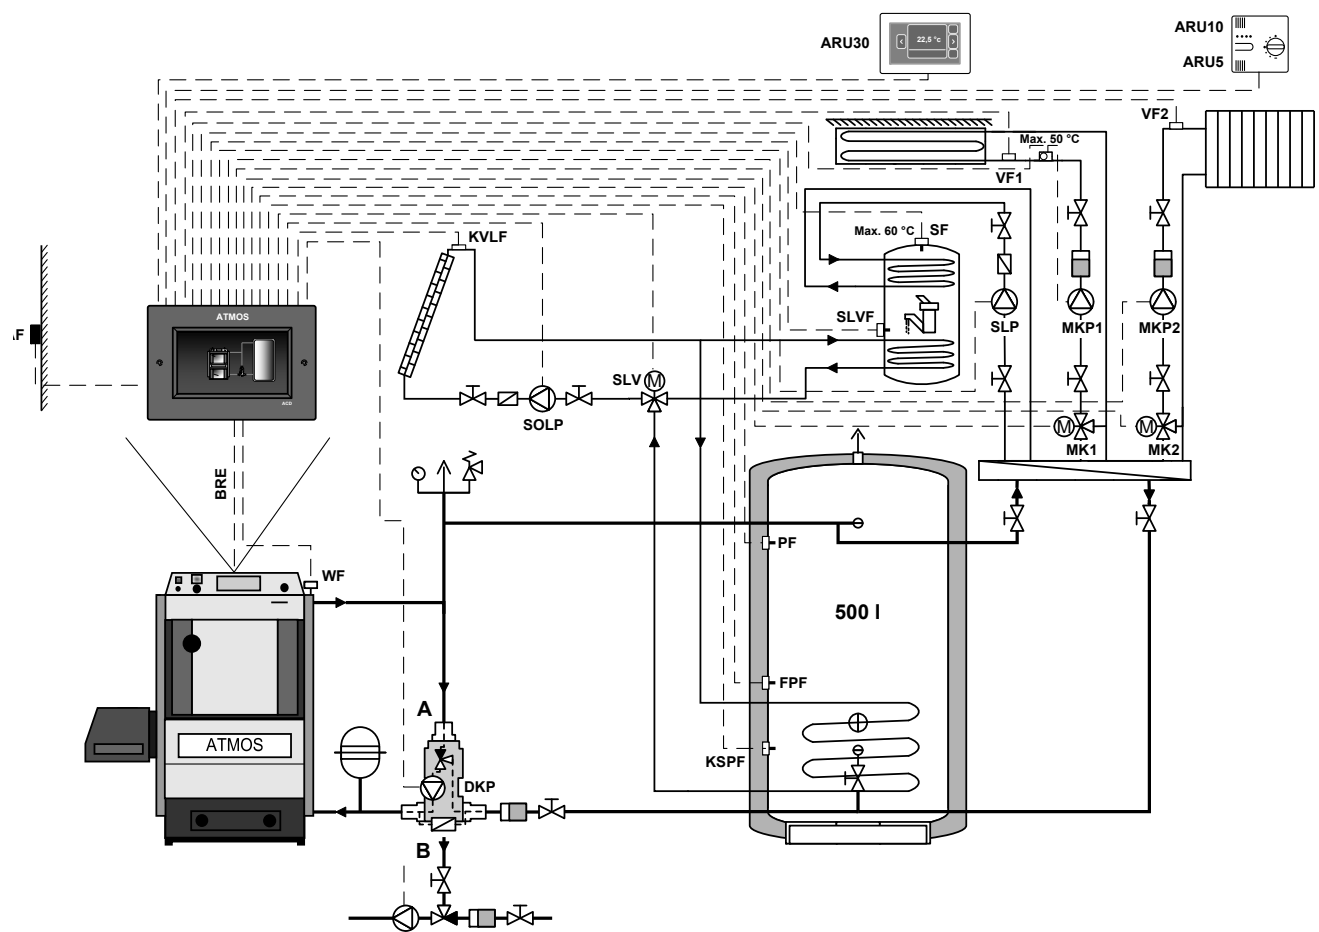 ARU30
22,5 °c
ARU10
ARU5
VF2
Max. 50 °C
VF1
KVLF
Max. 60 °C
SF
ATMOS
ACD
SLVF
SLP
MKP1
MKP2
F
SLV
M
SOLP
M
M
MK1
MK2
BRE
PF
WF
500 l
FPF
A
ATMOS
KSPF
DKP
B